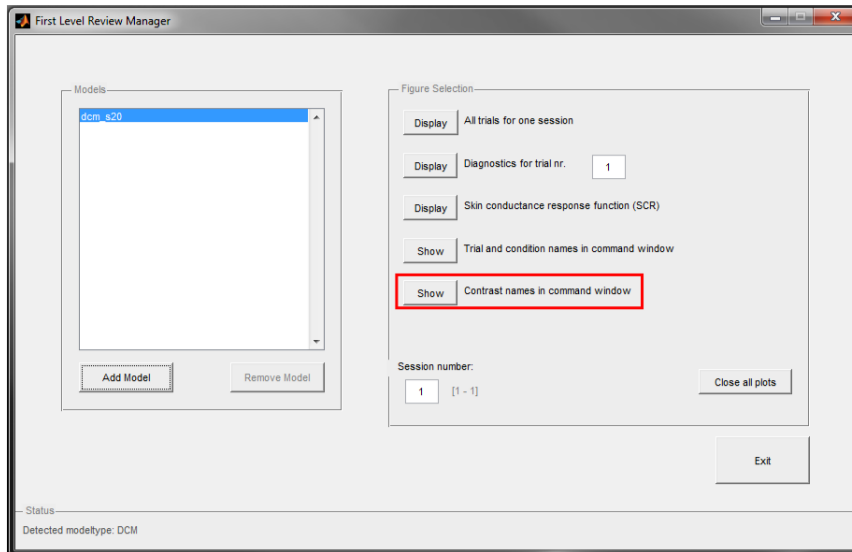 First Level Review Manager
Models
dcm_s20
Add Model
Remove Model
Figure Selection
Display All trials for one session
Display Diagnostics for trial nr. 1
Display Skin conductance response function (SCR)
Show Trial and condition names in command window
Show Contrast names in command window
Session number:
1 [1 - 1]
Close all plots
Exit
Status
Detected modeltype: DCM